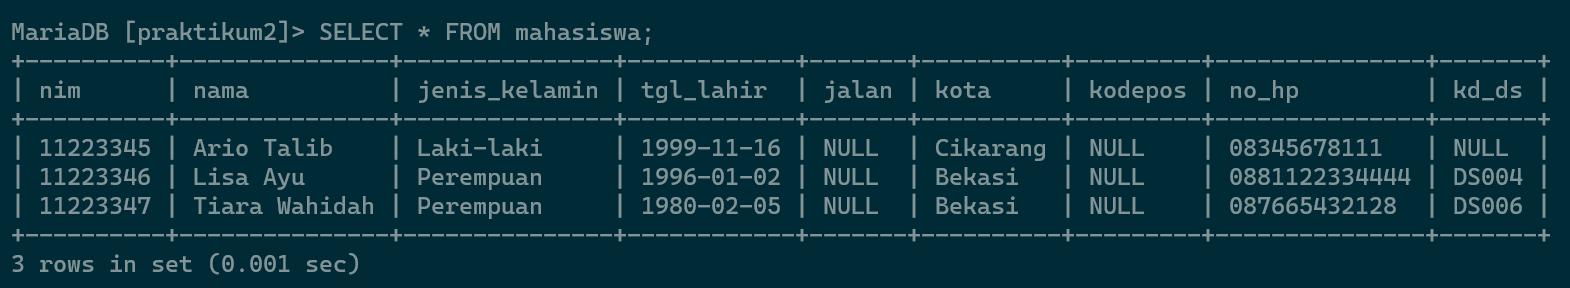 MariaDB [praktikum2]> SELECT * FROM mahasiswa;
+----------+---------------+---------------+------------+-------+----------+---------+---------------+-------+
| nim      | nama          | jenis_kelamin | tgl_lahir  | jalan | kota     | kodepos | no_hp         | kd_ds |
+----------+---------------+---------------+------------+-------+----------+---------+---------------+-------+
| 11223345 | Ario Talib    | Laki-laki     | 1999-11-16 | NULL  | Cikarang | NULL    | 08345678111   | NULL  |
| 11223346 | Lisa Ayu      | Perempuan     | 1996-01-02 | NULL  | Bekasi   | NULL    | 0881122334444 | DS004 |
| 11223347 | Tiara Wahidah | Perempuan     | 1980-02-05 | NULL  | Bekasi   | NULL    | 087665432128  | DS006 |
+----------+---------------+---------------+------------+-------+----------+---------+---------------+-------+
3 rows in set (0.001 sec)